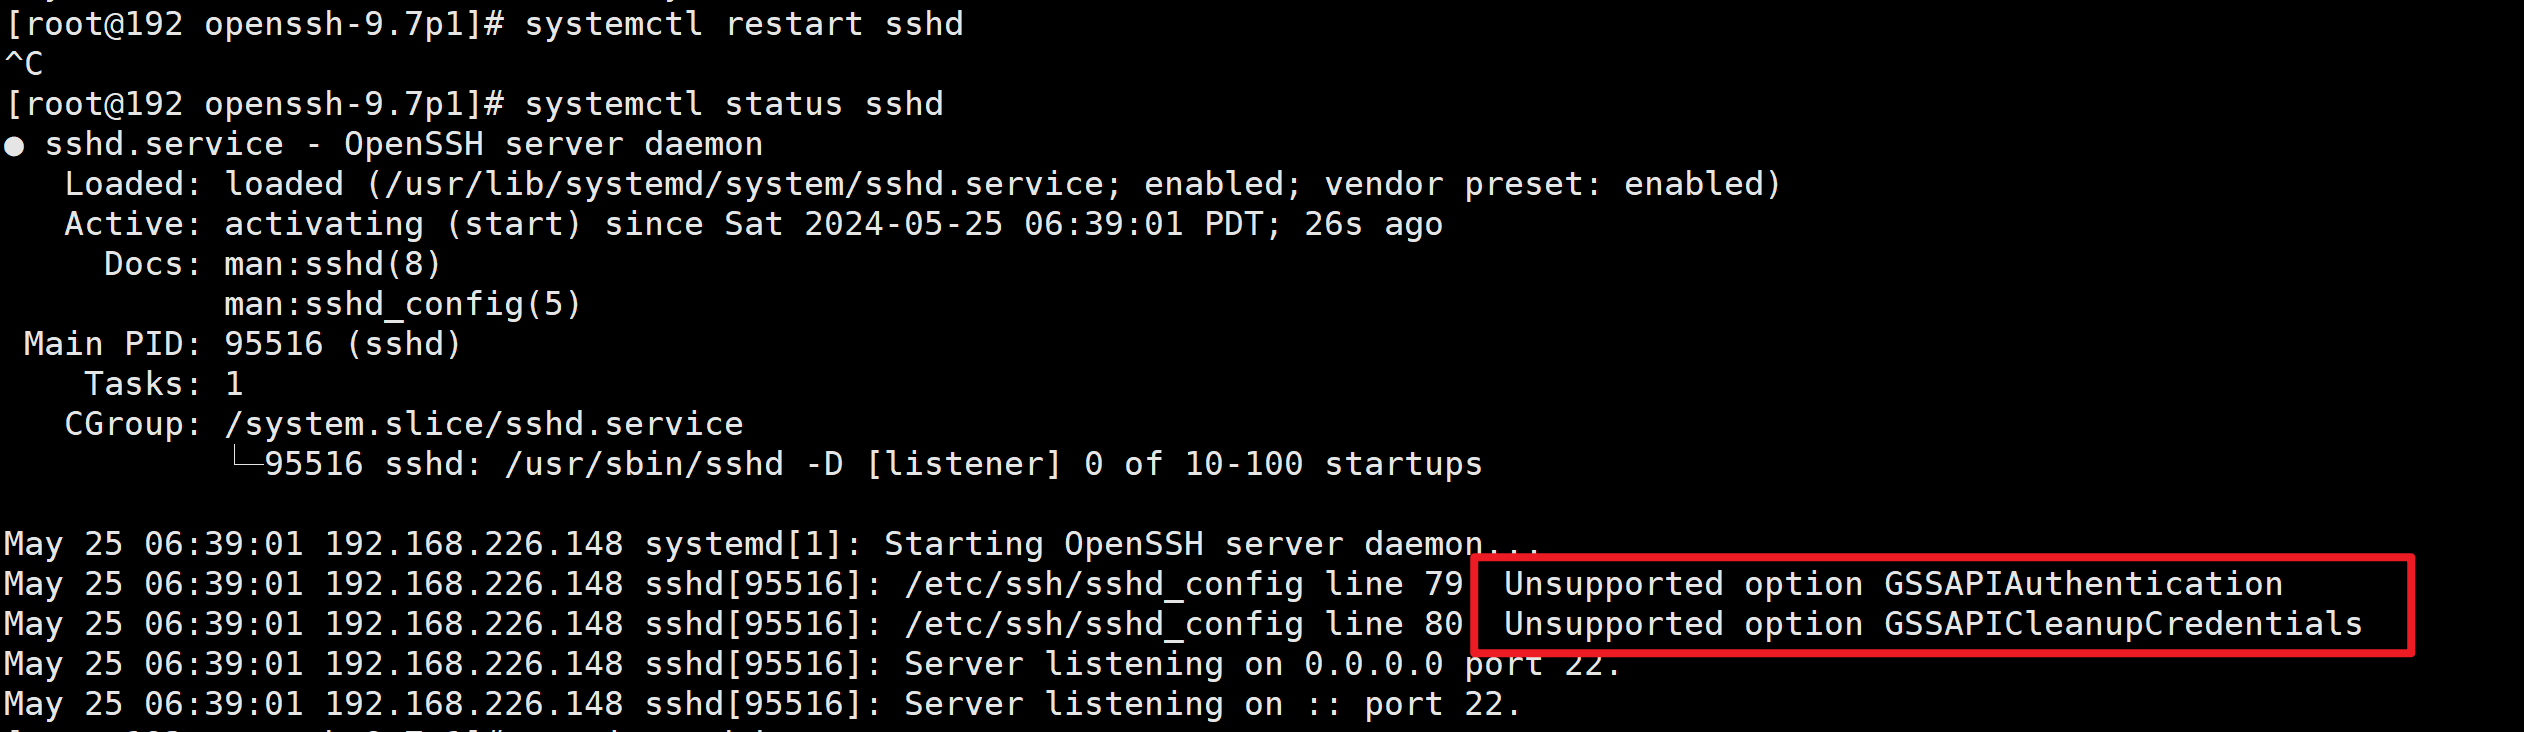 [root@192 openssh-9.7p1]# systemctl restart sshd
^C
[root@192 openssh-9.7p1]# systemctl status sshd
● sshd.service - OpenSSH server daemon
   Loaded: loaded (/usr/lib/systemd/system/sshd.service; enabled; vendor preset: enabled)
   Active: activating (start) since Sat 2024-05-25 06:39:01 PDT; 26s ago
     Docs: man:sshd(8)
           man:sshd_config(5)
 Main PID: 95516 (sshd)
    Tasks: 1
   CGroup: /system.slice/sshd.service
           └─95516 sshd: /usr/sbin/sshd -D [listener] 0 of 10-100 startups
May 25 06:39:01 192.168.226.148 systemd[1]: Starting OpenSSH server daemon...
May 25 06:39:01 192.168.226.148 sshd[95516]: /etc/ssh/sshd_config line 79 Unsupported option GSSAPIAuthentication
May 25 06:39:01 192.168.226.148 sshd[95516]: /etc/ssh/sshd_config line 80 Unsupported option GSSAPICleanupCredentials
May 25 06:39:01 192.168.226.148 sshd[95516]: Server listening on 0.0.0.0 port 22.
May 25 06:39:01 192.168.226.148 sshd[95516]: Server listening on :: port 22.